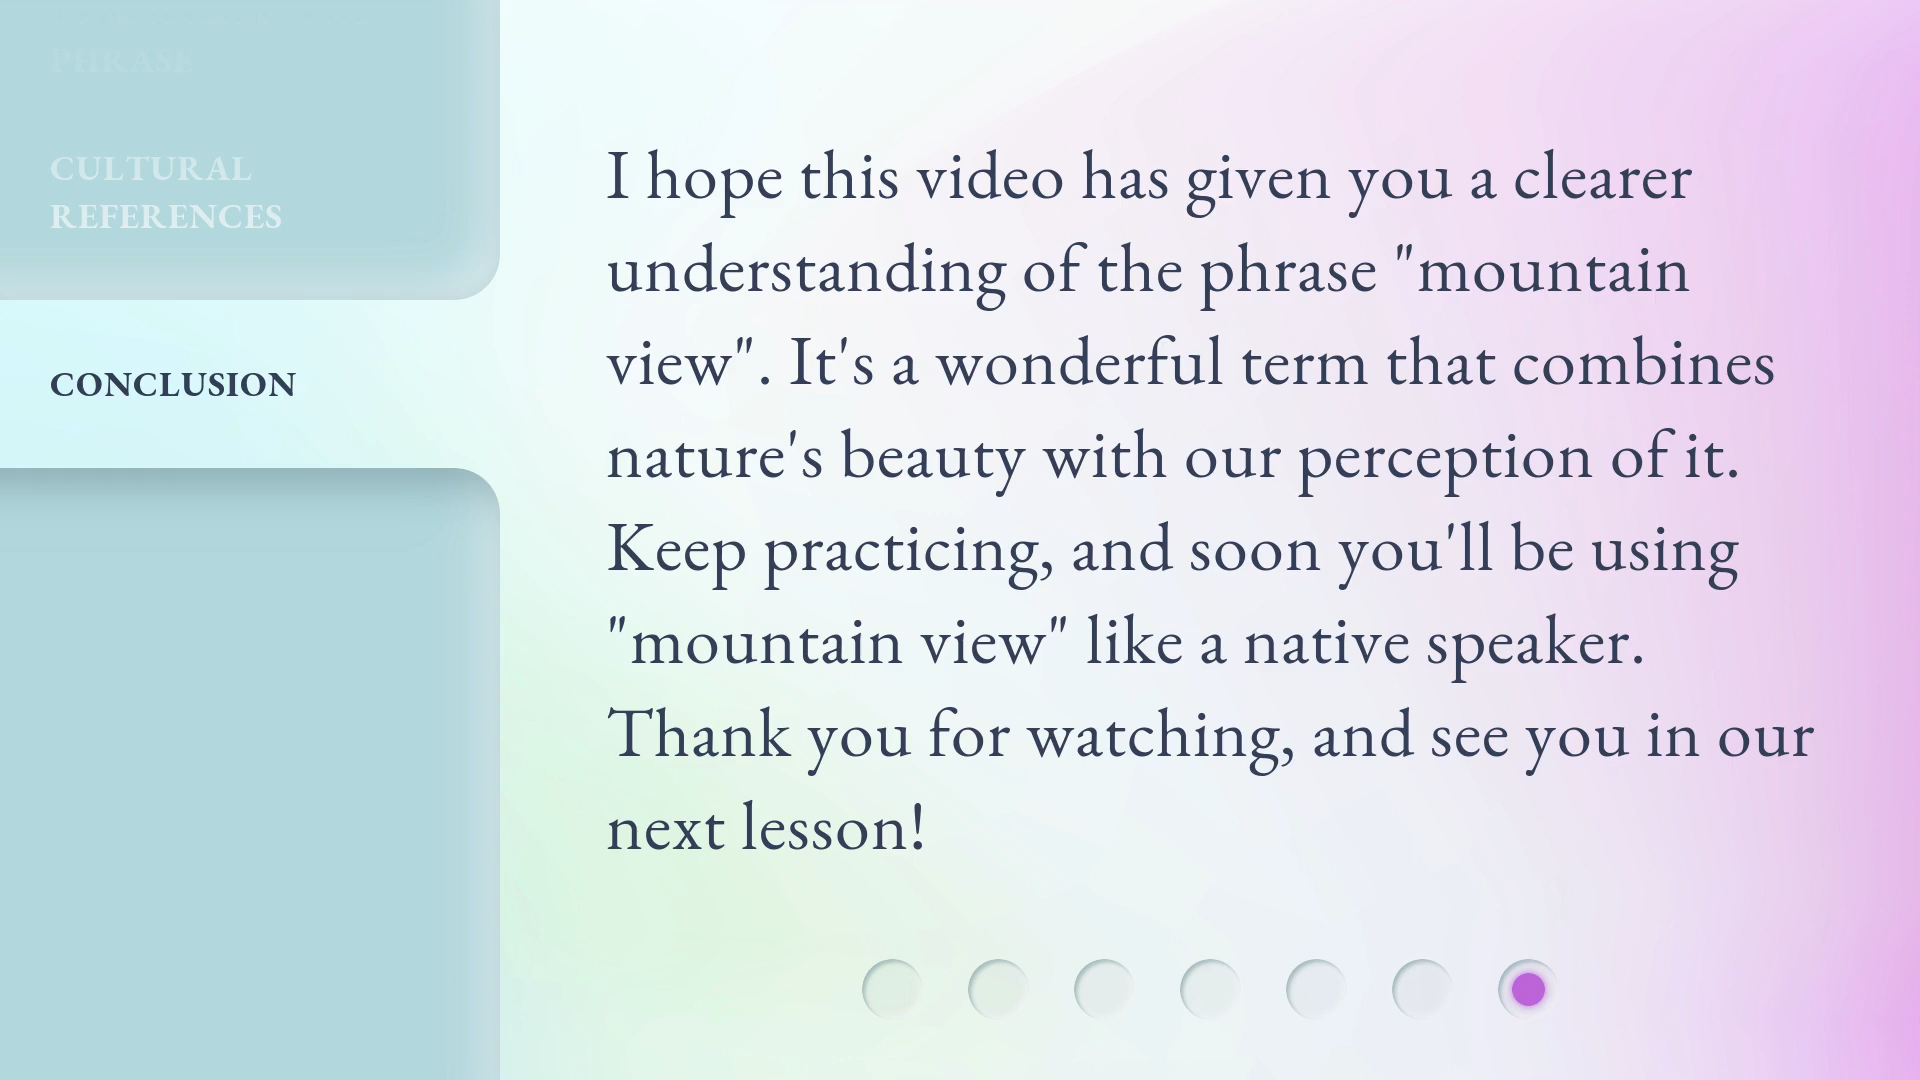 PHRASE
CULTURAL
REFERENCES
CONCLUSION
I hope this video has given you a clearer
understanding of the phrase "mountain
view". It's a wonderful term that combines
nature's beauty with our perception of it.
Keep practicing, and soon you'll be using
"mountain view" like a native speaker.
Thank you for watching, and see you in our
next lesson!